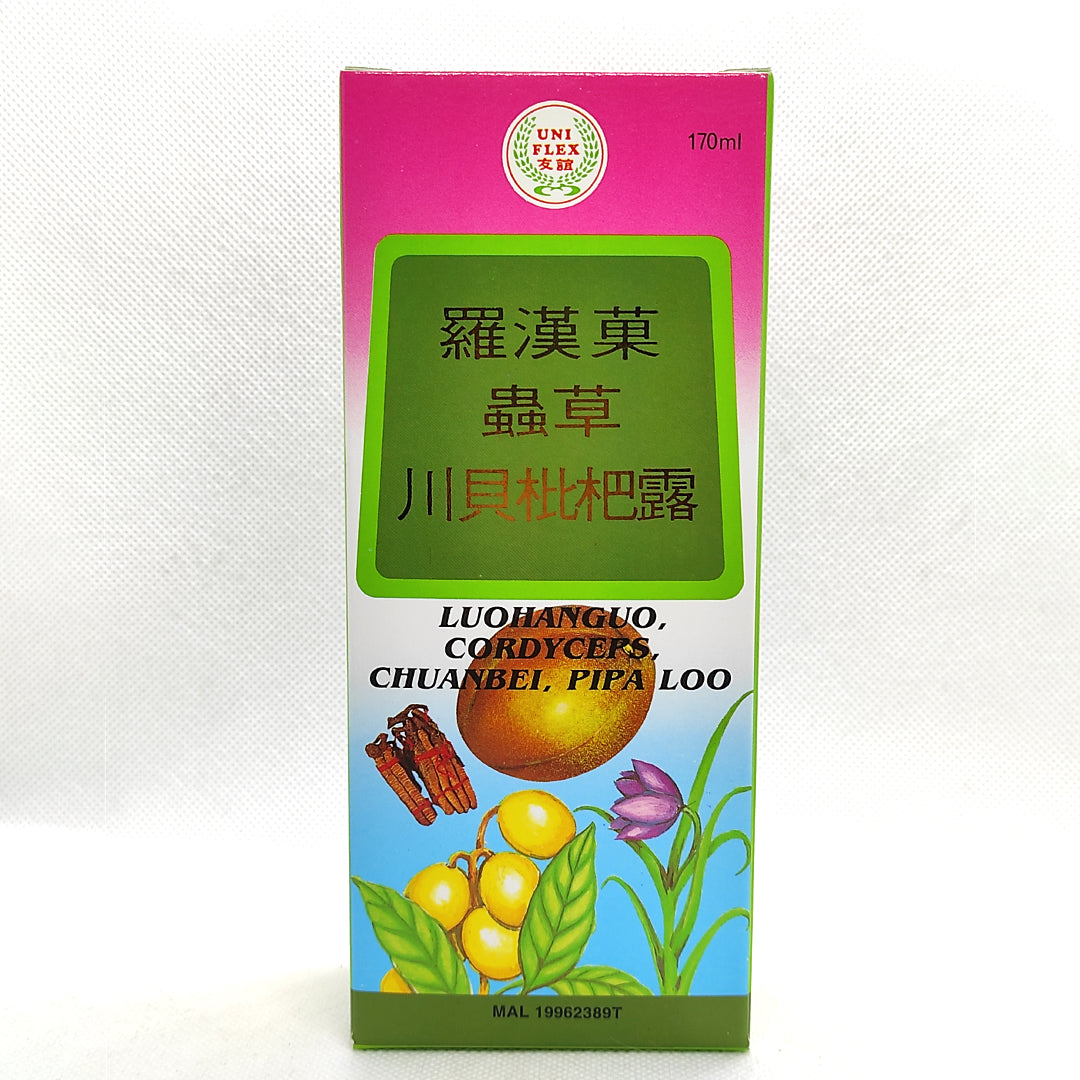 UNI
FLEX
友誼
170ml
羅漢菓
蟲草
川貝枇杷露
LUOHANGUO,
CORDYCEPS,
CHUANBEI, PIPA LOO
MAL 19962389T